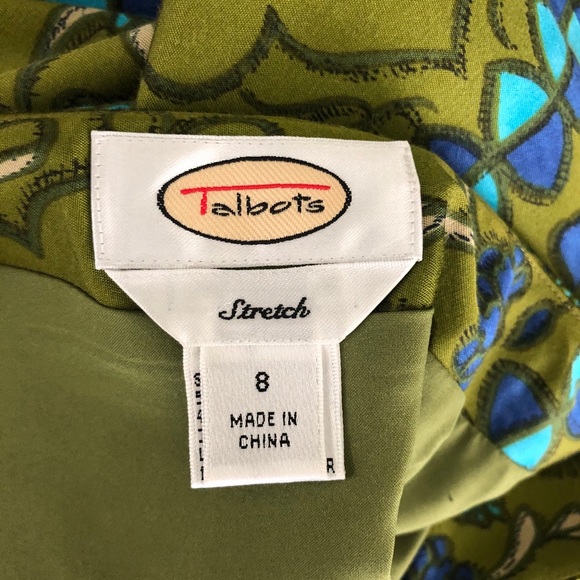 Talbots
Stretch
8
MADE IN
CHINA